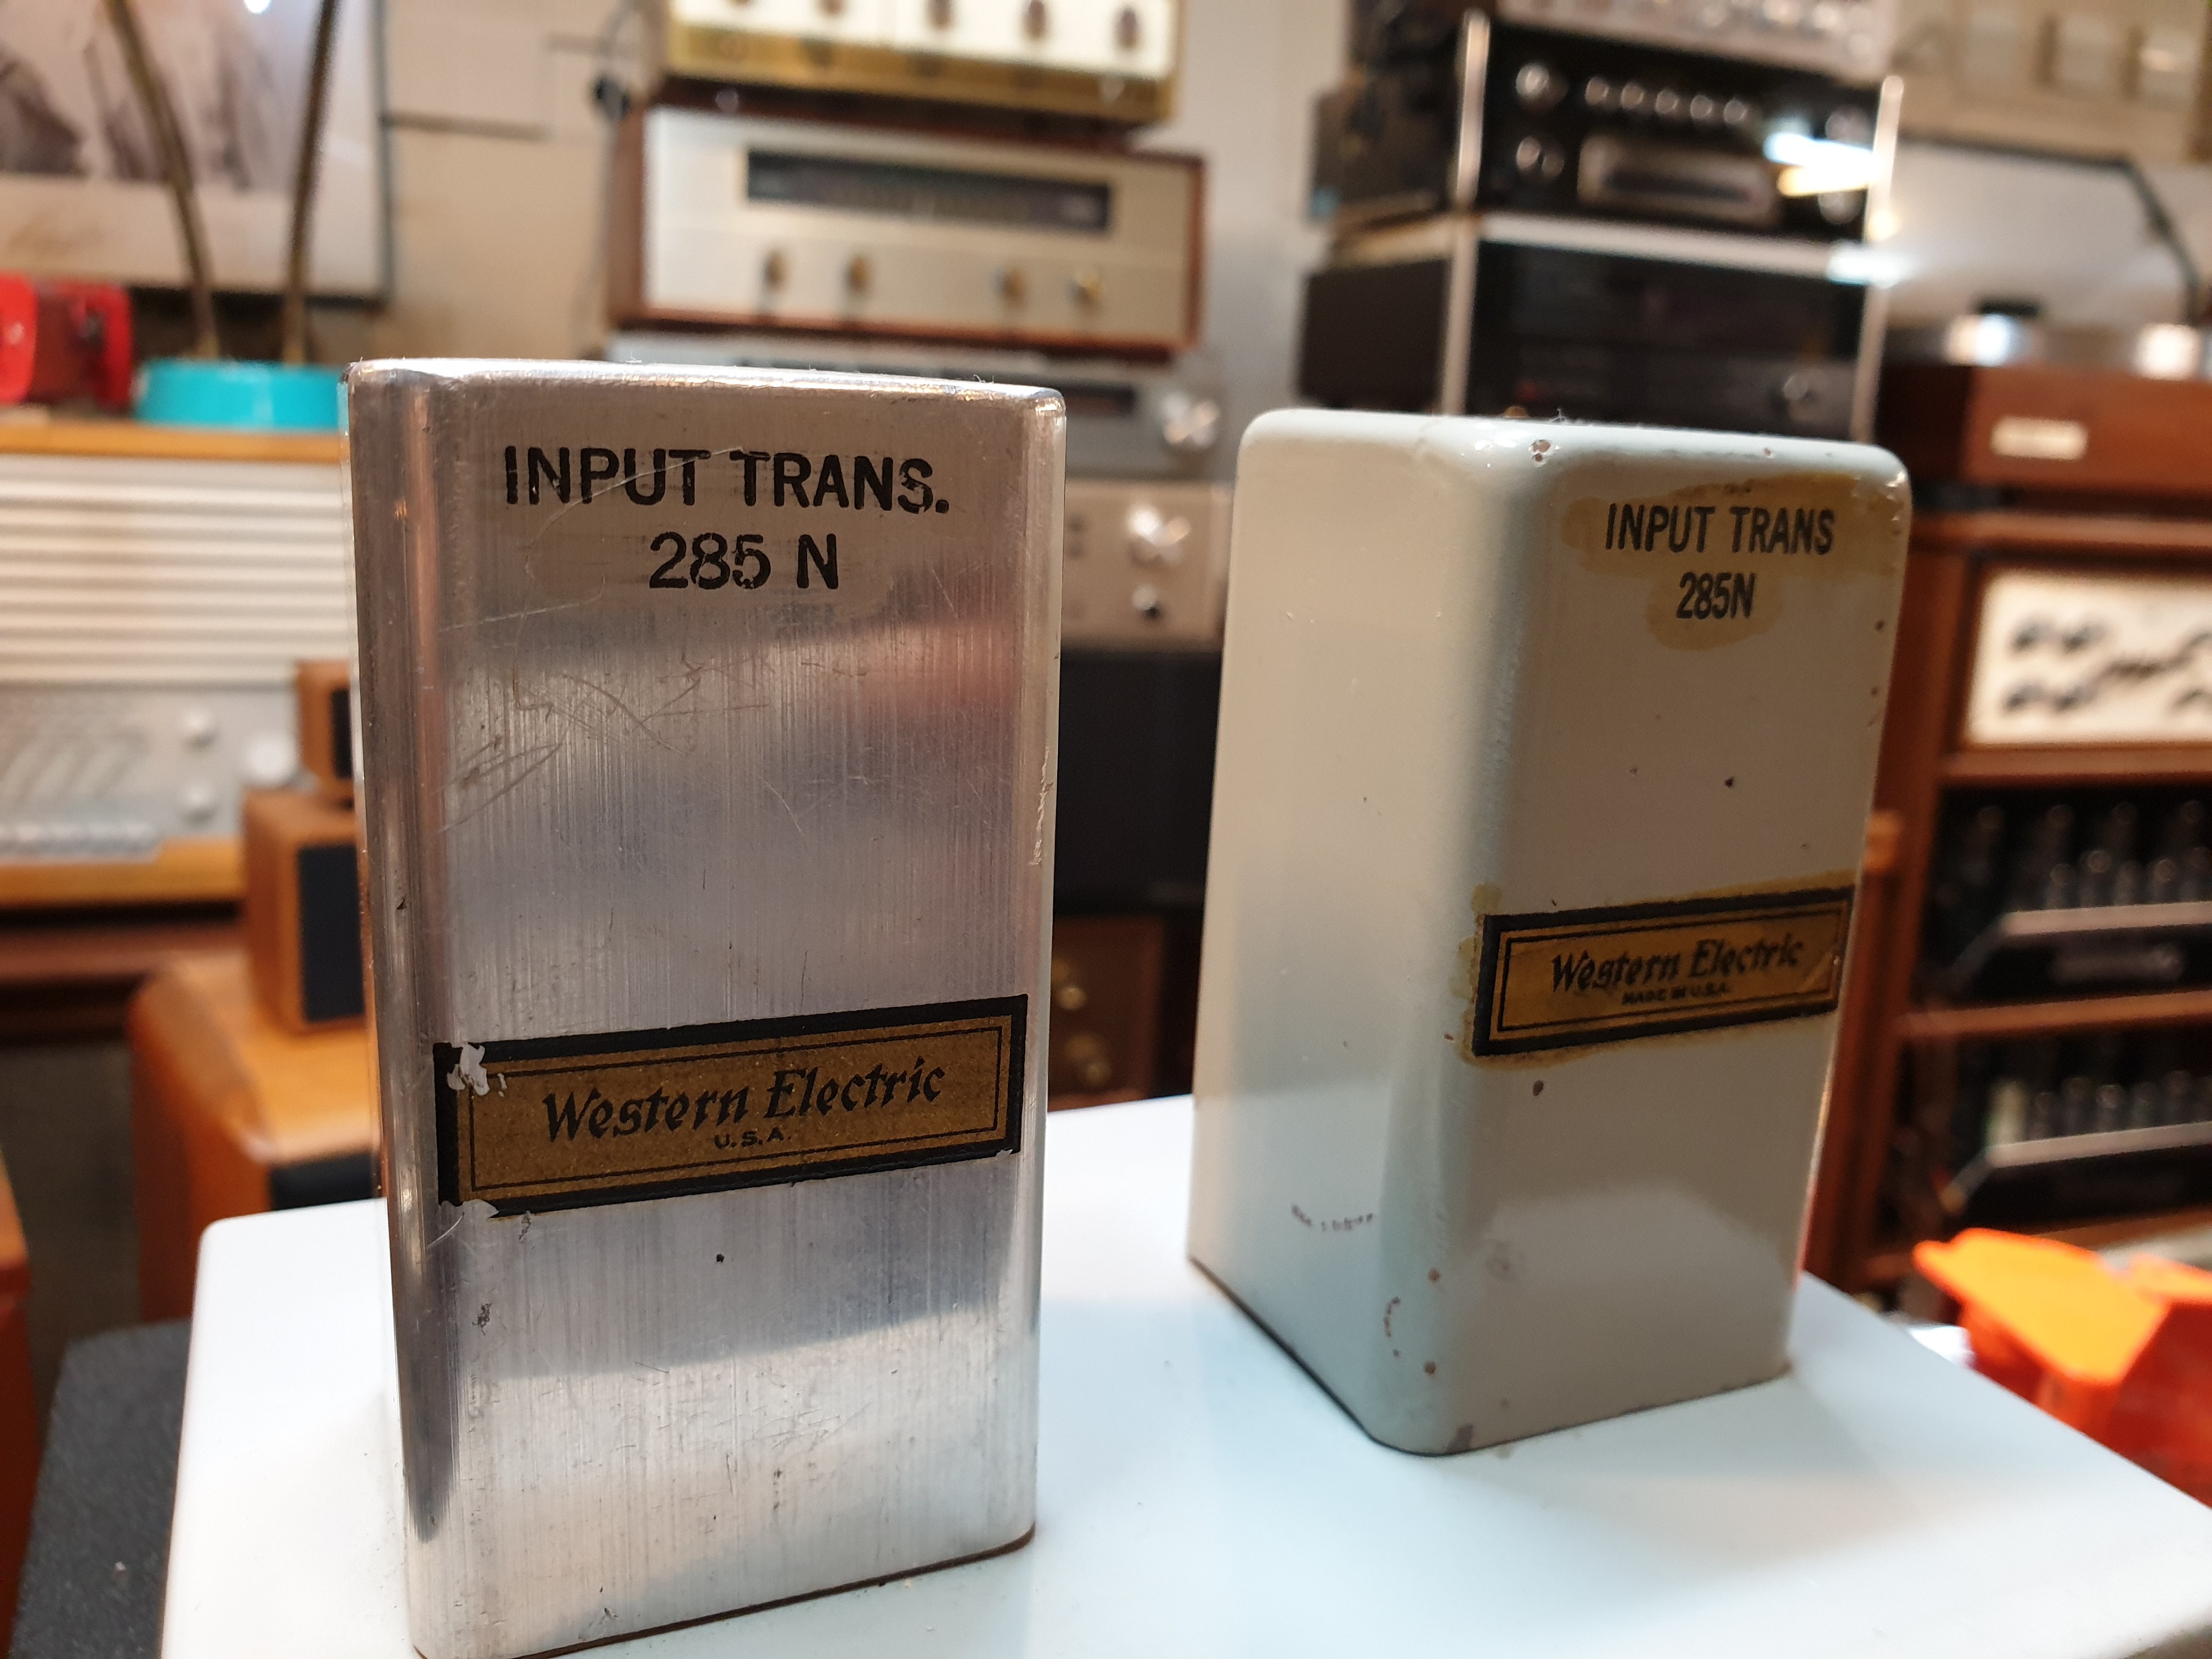 INPUT TRANS.
285 N
Western Electric
U.S.A.
INPUT TRANS
285N
Western Electric
MADE IN U.S.A.